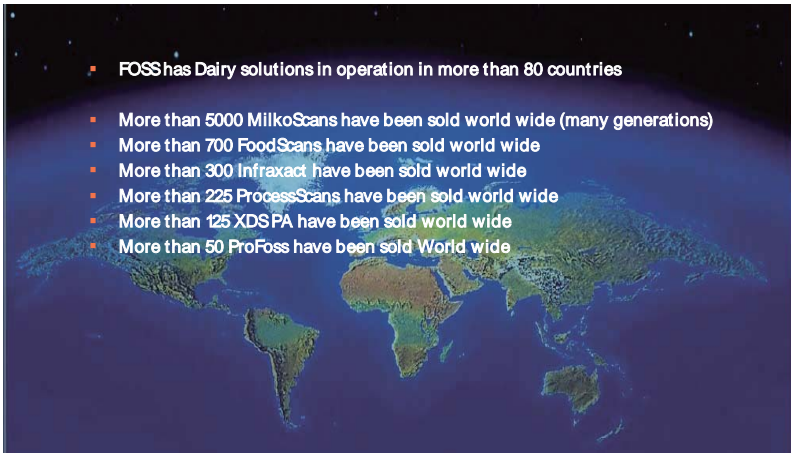 FOSS has Dairy solutions in operation in more than 80 countries
More than 5000 MilkoScans have been sold world wide (many generations)
More than 700 FoodScans have been sold world wide
More than 300 Infraxact have been sold world wide
More than 225 ProcessScans have been sold world wide
More than 125 XDS PA have been sold world wide
More than 50 ProFoss have been sold World wide